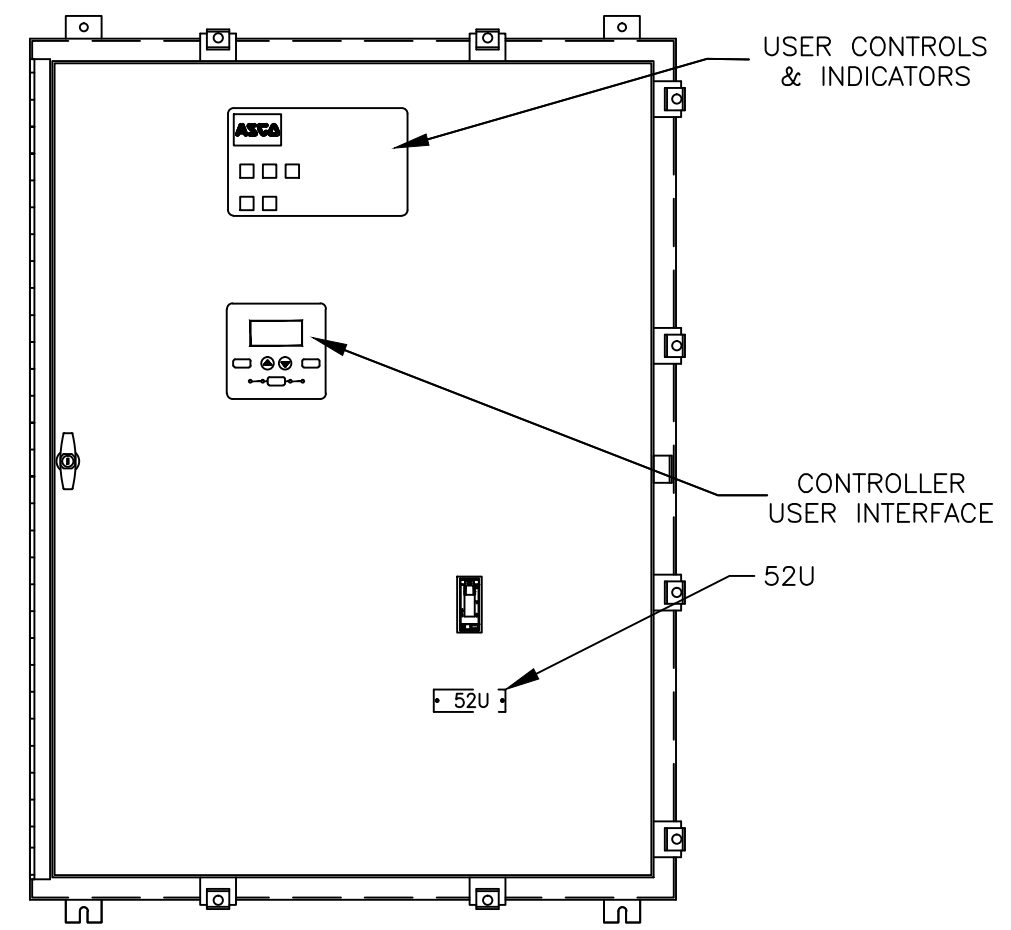 USER CONTROLS
& INDICATORS
ASCO
CONTROLLER
USER INTERFACE
52U
52U